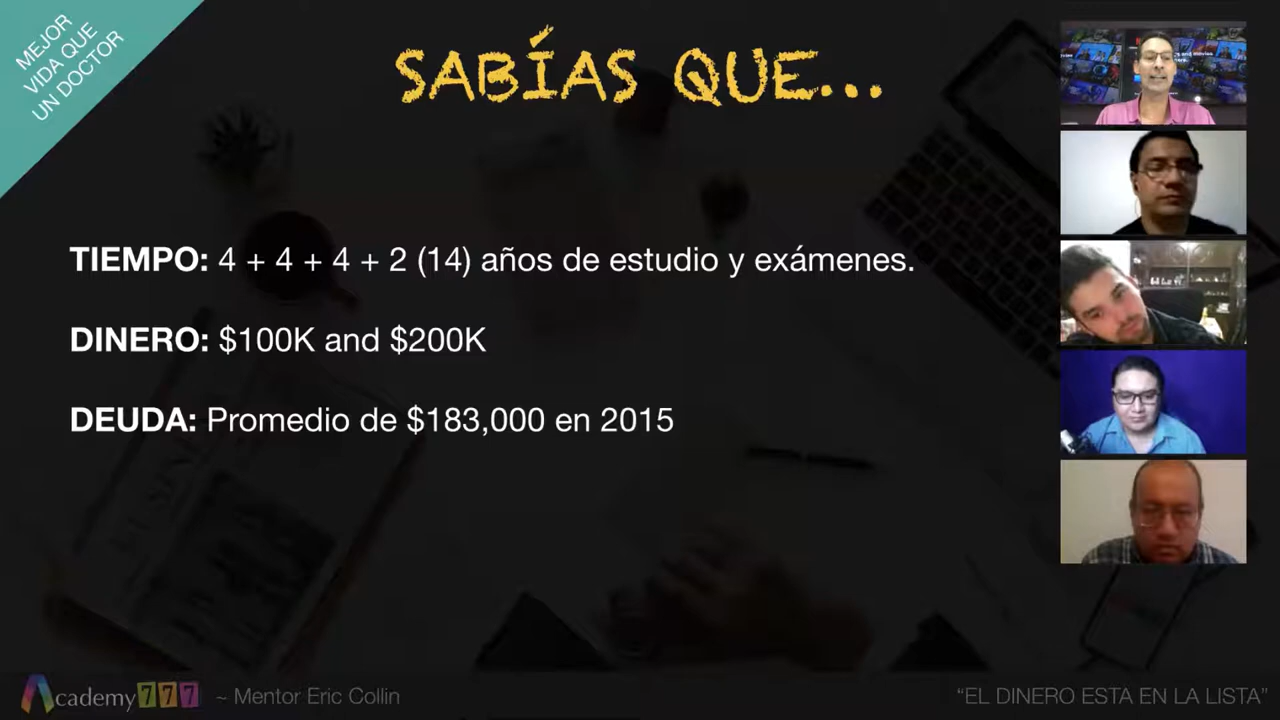 MEJOR
VIDA QUE
UN DOCTOR
SABÍAS QUE...
TIEMPO: 4 + 4 + 4 + 2 (14) años de estudio y exámenes.
DINERO: $100K and $200K
DEUDA: Promedio de $183,000 en 2015
Academy777 ~ Mentor Eric Collin
“EL DINERO ESTA EN LA LISTA”